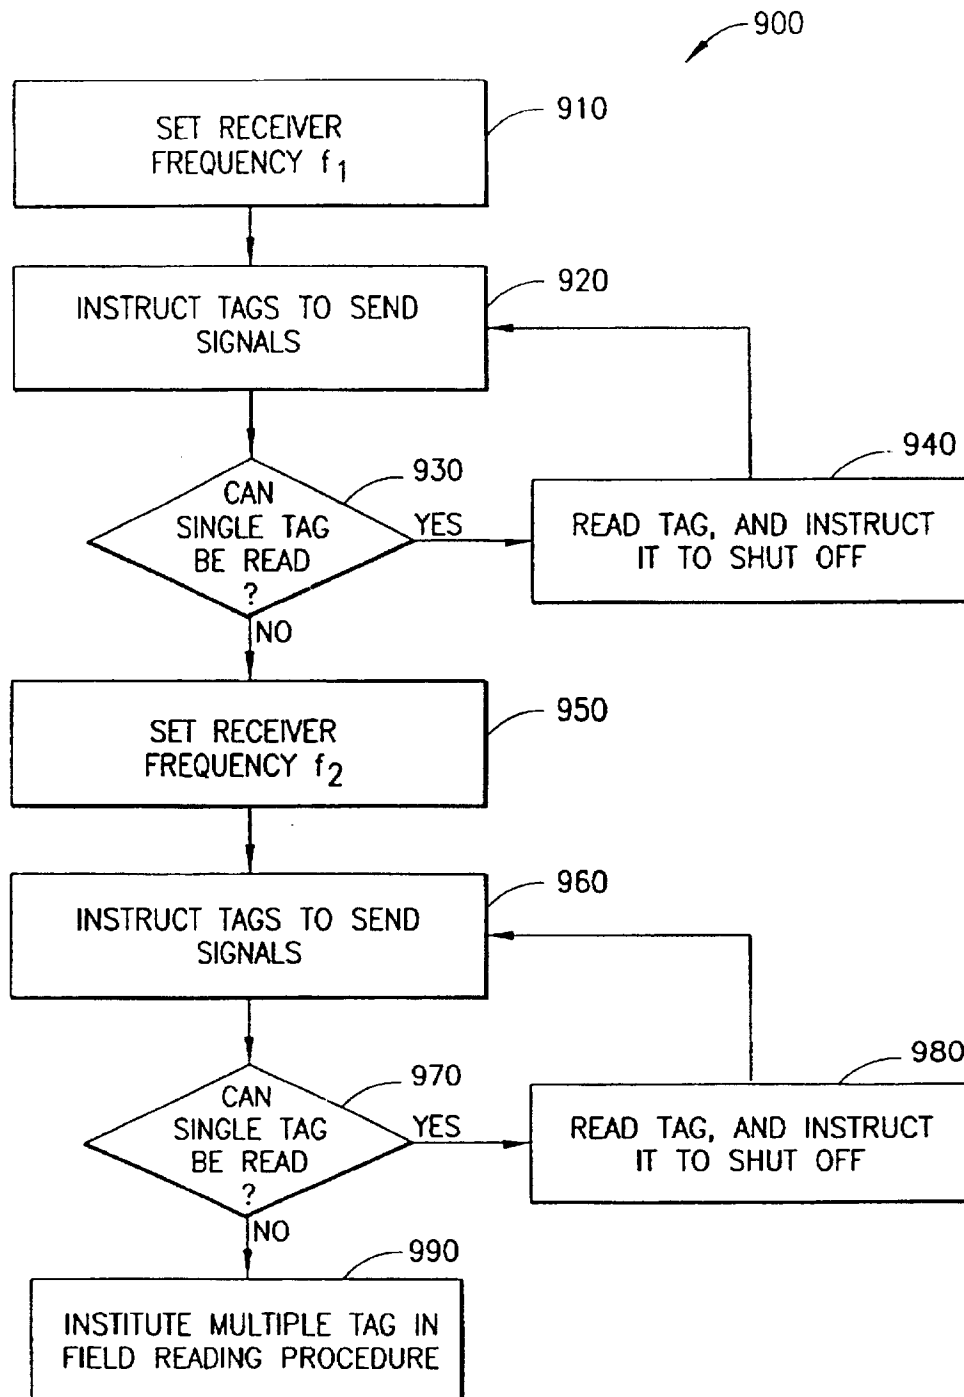 900
SET RECEIVER
FREQUENCY f1
910
INSTRUCT TAGS TO SEND
SIGNALS
920
CAN
SINGLE TAG
BE READ
?
930
YES
NO
READ TAG, AND INSTRUCT
IT TO SHUT OFF
940
SET RECEIVER
FREQUENCY f2
950
INSTRUCT TAGS TO SEND
SIGNALS
960
CAN
SINGLE TAG
BE READ
?
970
YES
NO
READ TAG, AND INSTRUCT
IT TO SHUT OFF
980
INSTITUTE MULTIPLE TAG IN
FIELD READING PROCEDURE
990